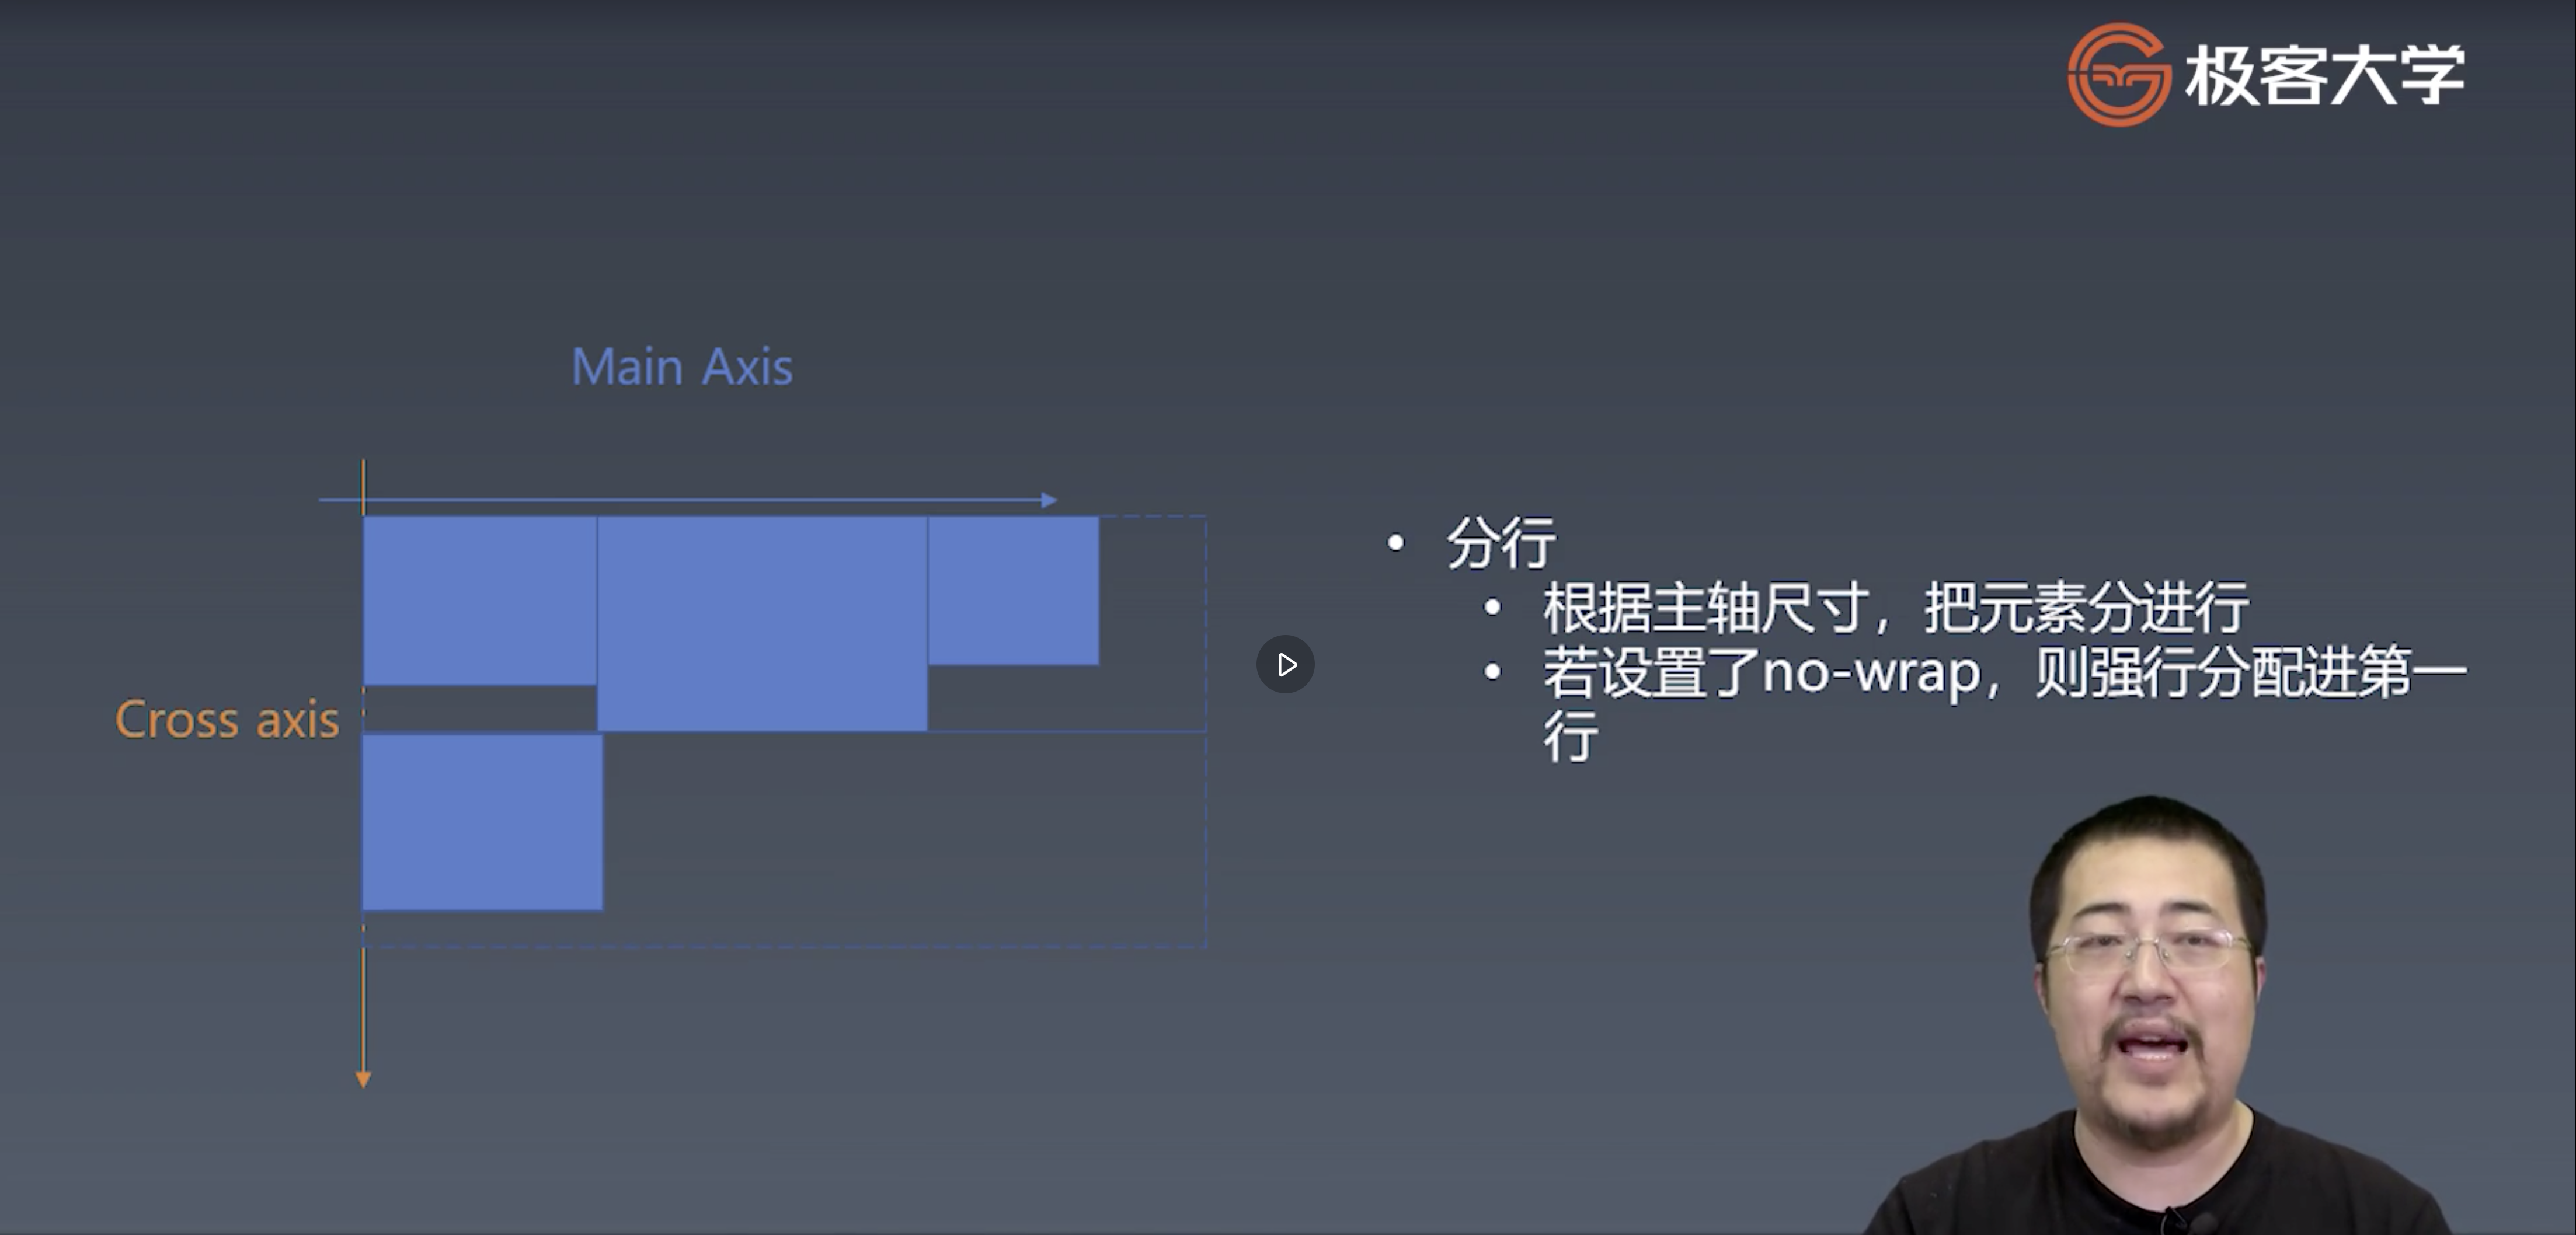 极客大学
Main Axis
Cross axis
• 分行
• 根据主轴尺寸，把元素分进行
• 若设置了no-wrap，则强行分配进第一
行